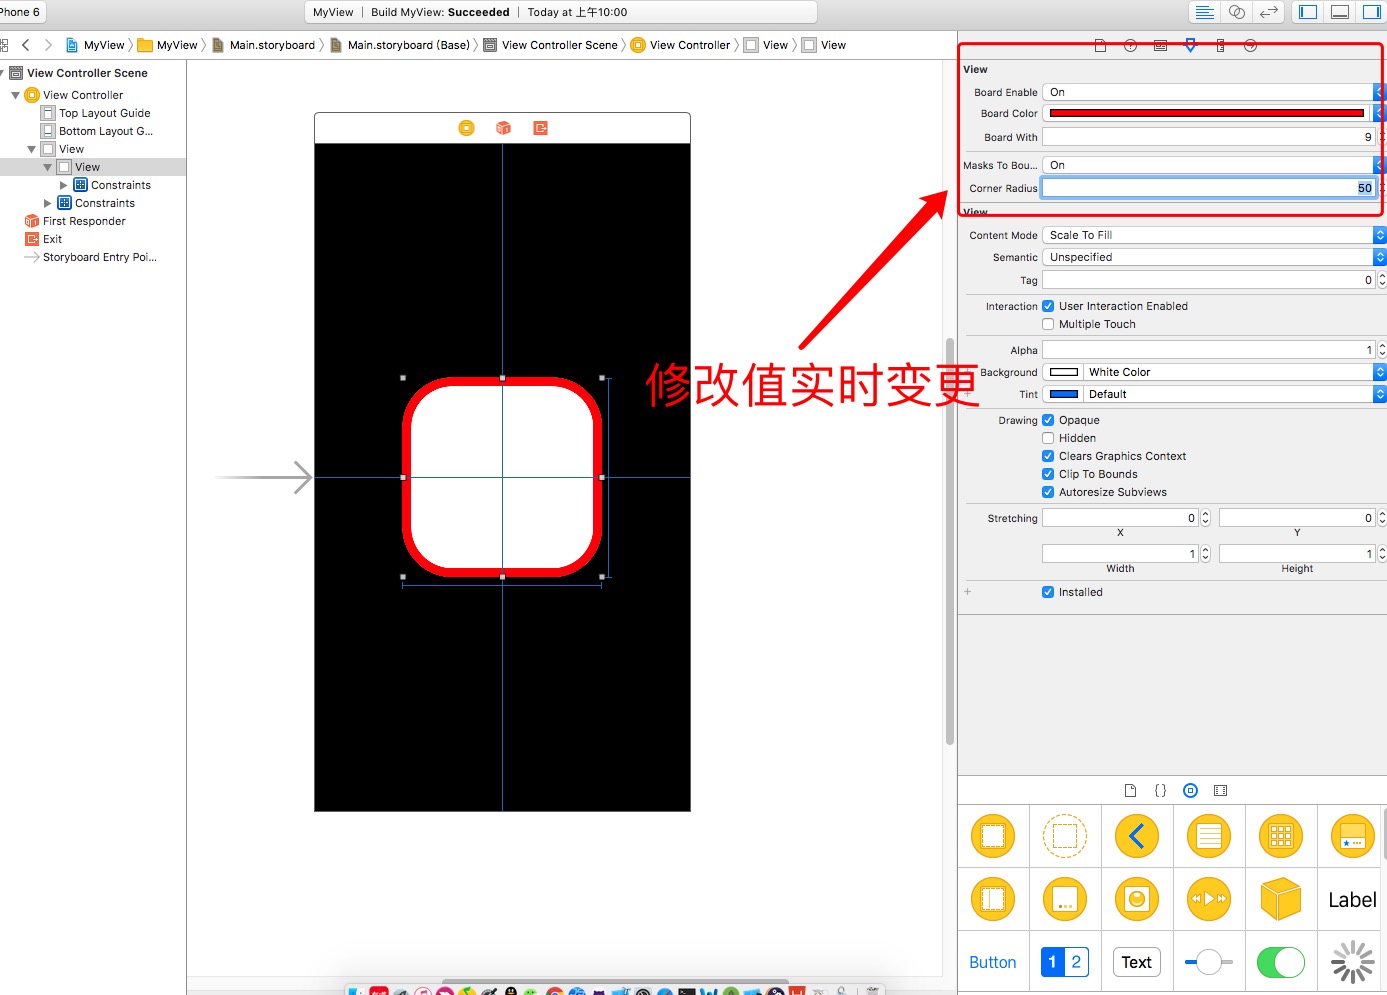 Phone 6
MyView | Build MyView: Succeeded | Today at 上午10:00
MyView
MyView
Main.storyboard
Main.storyboard (Base)
View Controller Scene
View Controller
View
View
View Controller Scene
View Controller
Top Layout Guide
Bottom Layout G...
View
View
Constraints
Constraints
First Responder
Exit
Storyboard Entry Poi...
修改值实时变更
View
Board Enable On
Board Color
Board With 9
Masks To Bou... On
Corner Radius 50
View
Content Mode Scale To Fill
Semantic Unspecified
Tag 0
Interaction User Interaction Enabled
Multiple Touch
Alpha 1
Background White Color
Tint Default
Drawing Opaque
Hidden
Clears Graphics Context
Clip To Bounds
Autoresize Subviews
Stretching 0 0
X Y
1 1
Width Height
Installed
Label
Button
1 2
Text